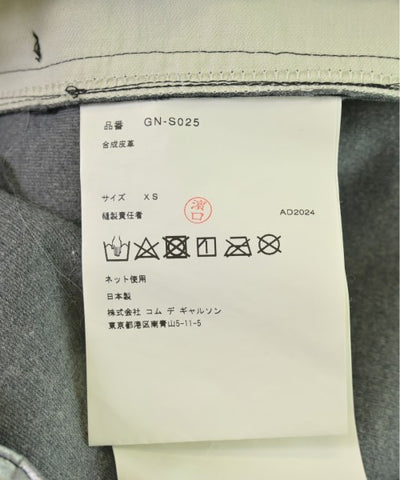 品番 GN-S025
合成皮革
サイズ XS
縫製責任者 濱口 AD2024
ネット使用
日本製
株式会社 コム デ ギャルソン
東京都港区南青山5-11-5